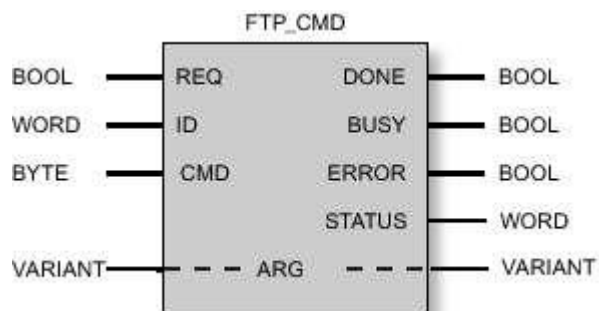 FTP_CMD
BOOL REQ DONE BOOL
WORD ID BUSY BOOL
BYTE CMD ERROR BOOL
STATUS WORD
VARIANT ARG VARIANT